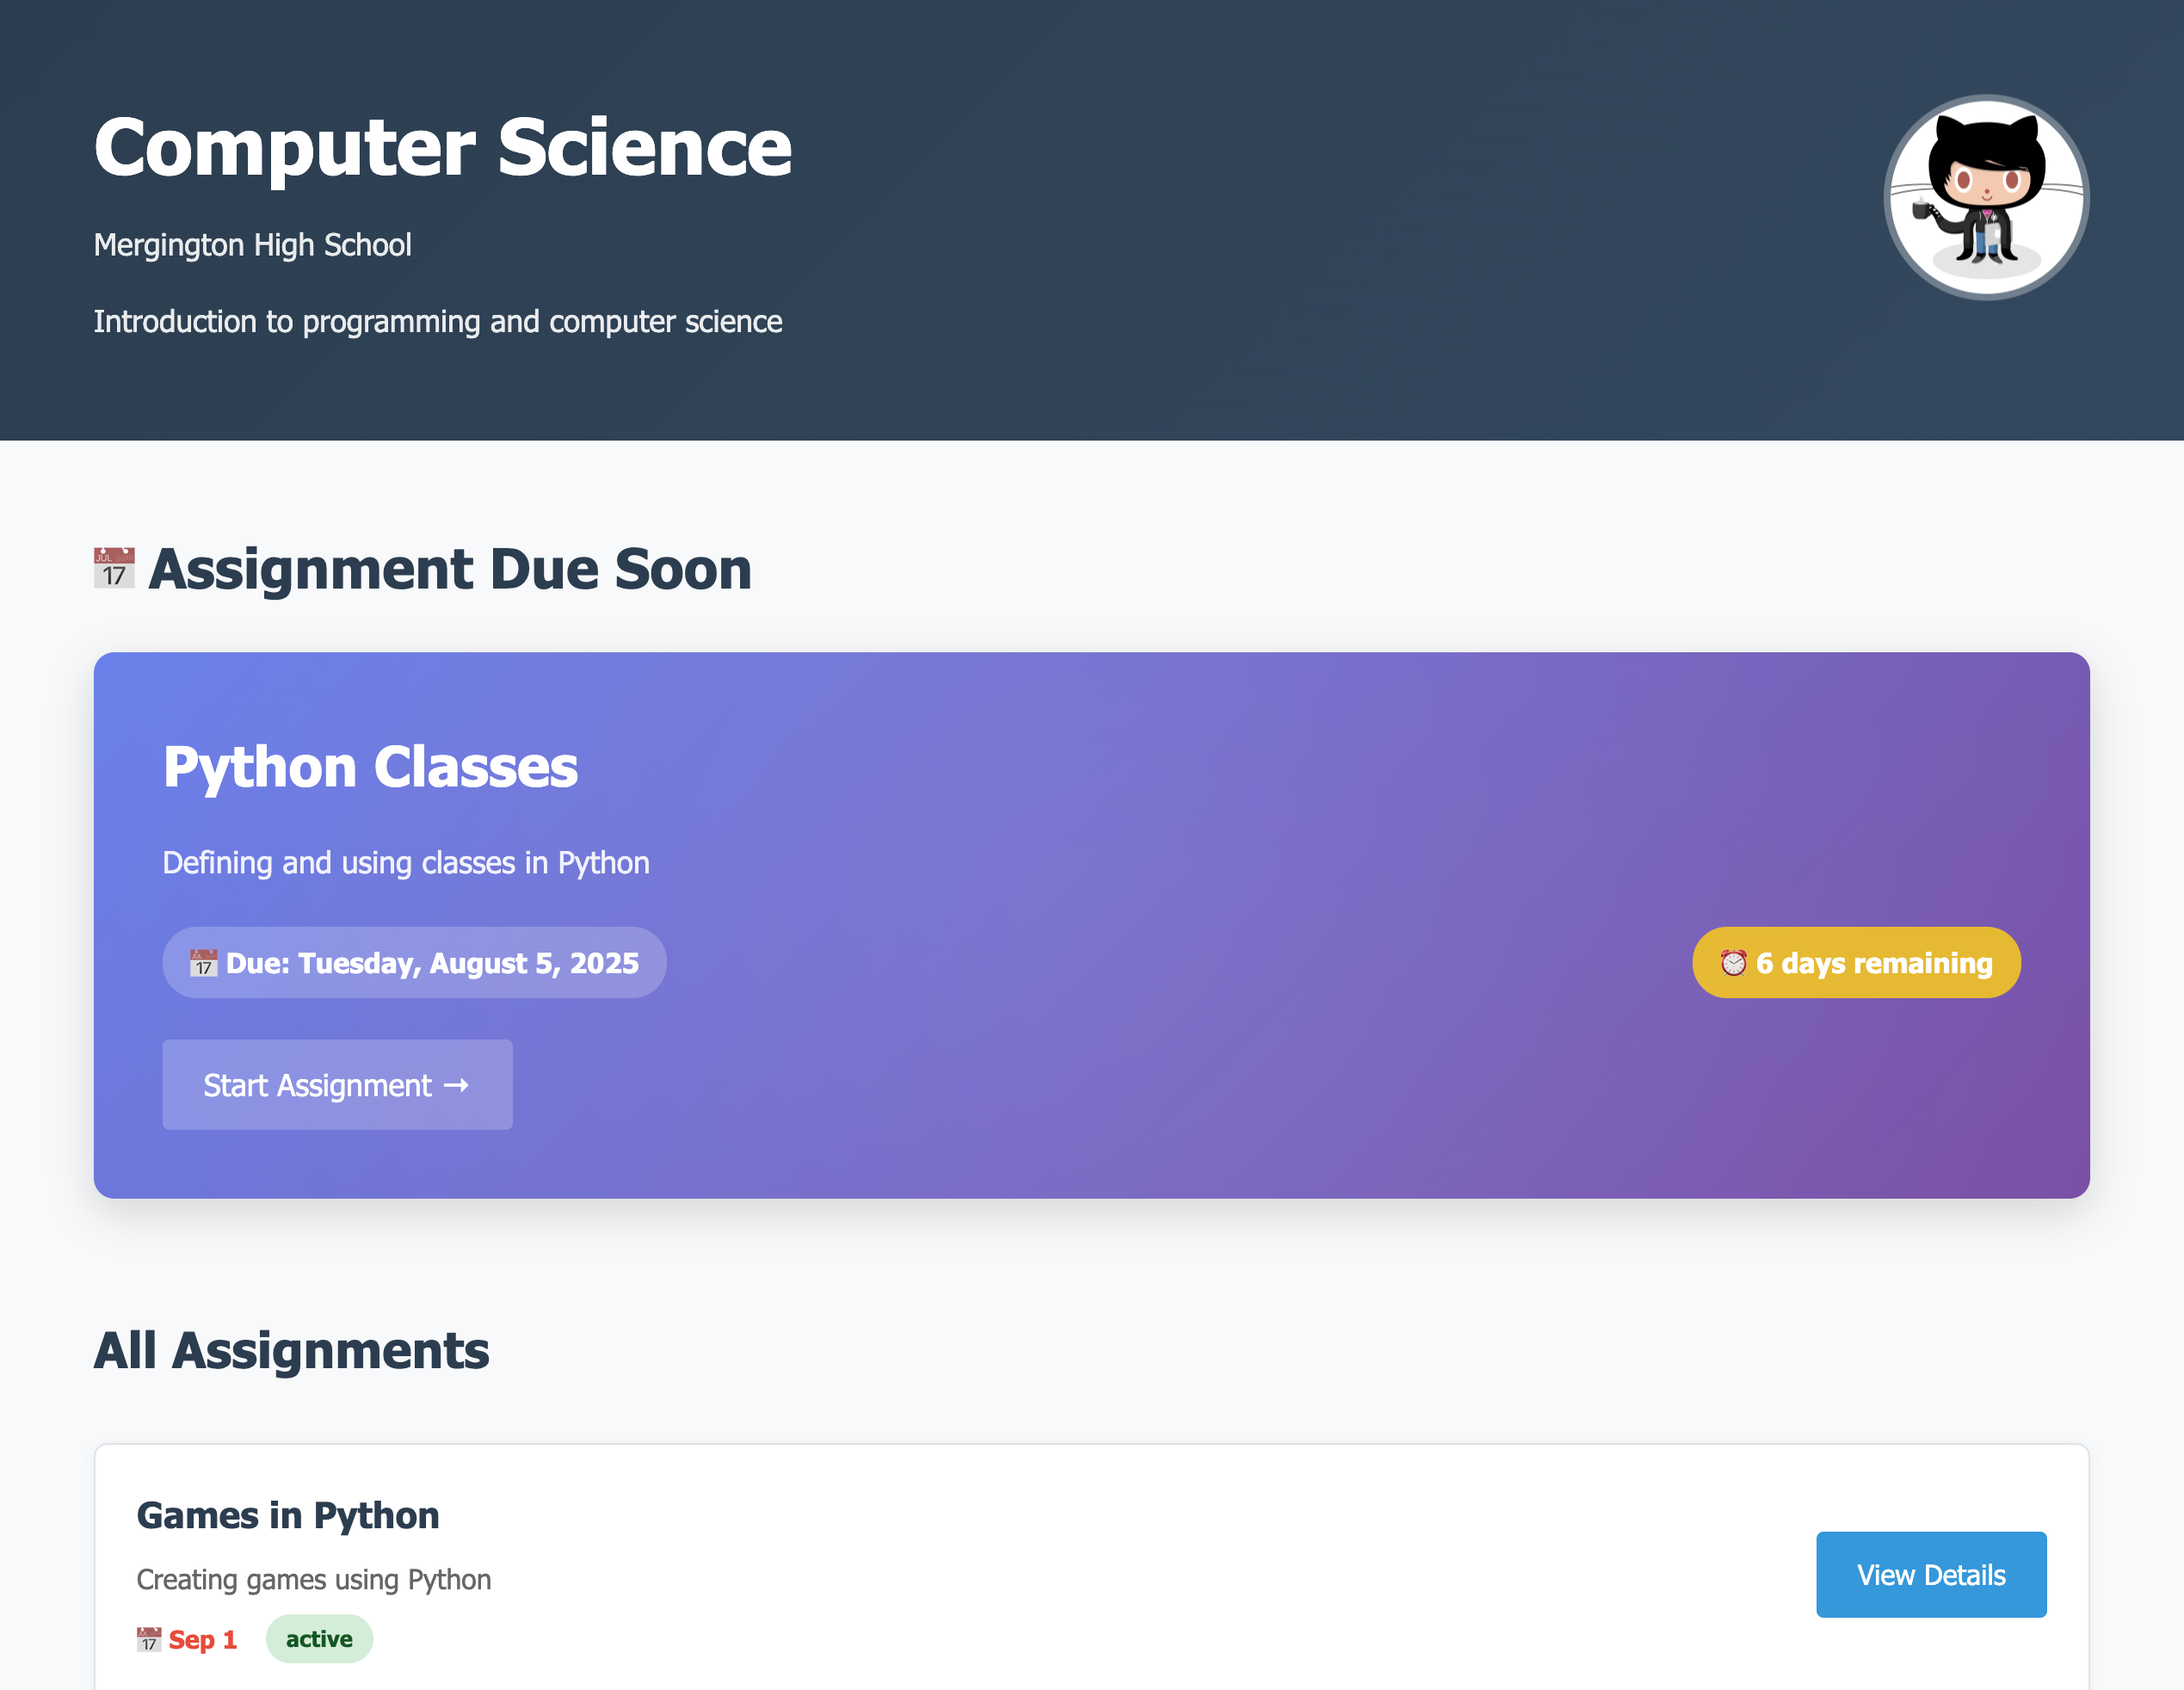 Computer Science
Mergington High School
Introduction to programming and computer science
📅 Assignment Due Soon
Python Classes
Defining and using classes in Python
📅 Due: Tuesday, August 5, 2025
⏰ 6 days remaining
Start Assignment →
All Assignments
Games in Python
Creating games using Python
📅 Sep 1 active
View Details